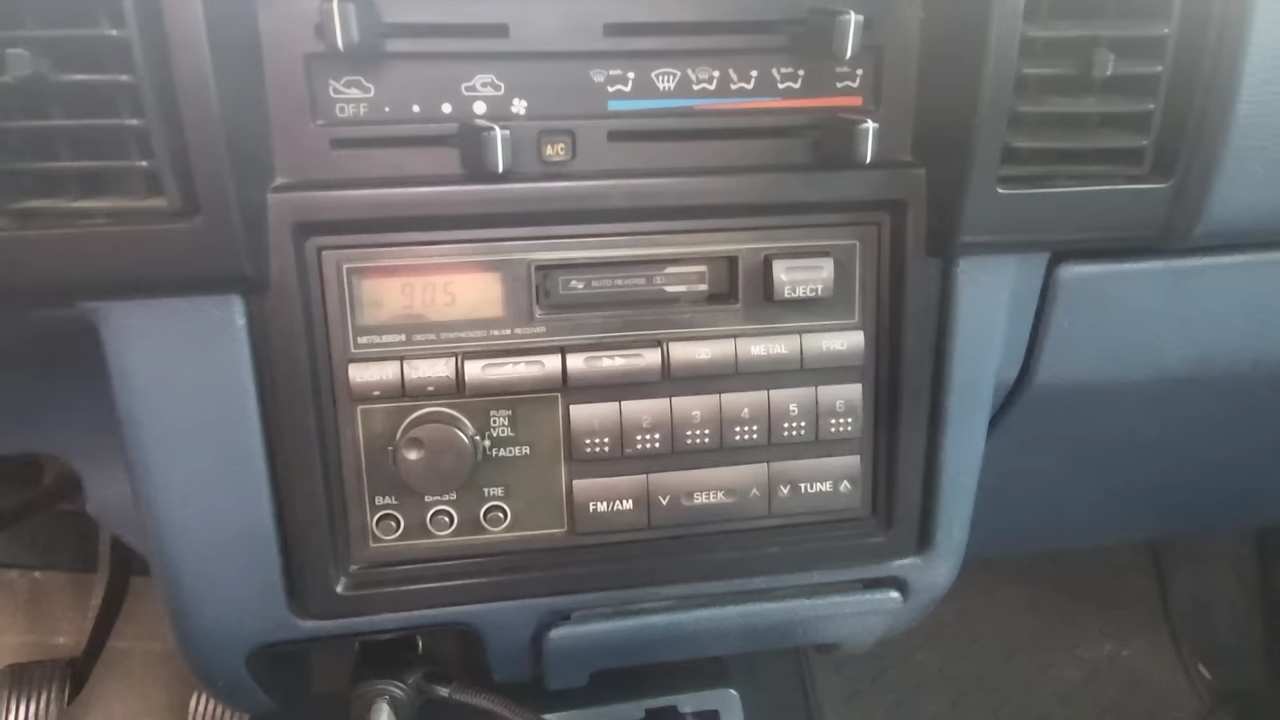 OFF
A/C
905
AUTO REVERSE
EJECT
MITSUBISHI DIGITAL SYNTHESIZED FM/AM RECEIVER
METAL
PRO
PUSH
ON
VOL
FADER
1 2 3 4 5 6
BAL BASS TRE
FM/AM
SEEK
TUNE